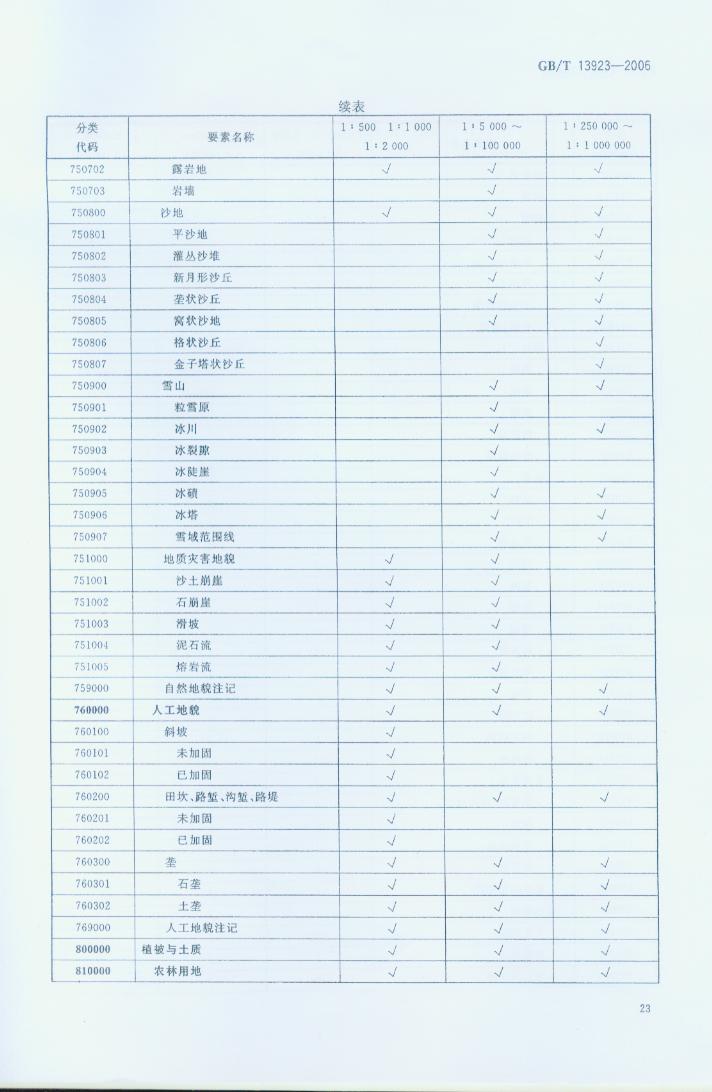 GB/T 13923—2006
续表
分类代码 要素名称 1∶500 1∶1 000 1∶2 000 1∶5 000～1∶100 000 1∶250 000～1∶1 000 000
750702 露岩地 √ √ √
750703 岩墙 √
750800 沙地 √ √ √
750801 平沙地 √ √
750802 灌丛沙堆 √ √
750803 新月形沙丘 √ √
750804 垄状沙丘 √ √
750805 窝状沙地 √ √
750806 格状沙丘 √
750807 金子塔状沙丘 √
750900 雪山 √ √
750901 粒雪原 √
750902 冰川 √ √
750903 冰裂隙 √
750904 冰陡崖 √
750905 冰碛 √ √
750906 冰塔 √ √
750907 雪域范围线 √ √
751000 地质灾害地貌 √ √
751001 沙土崩崖 √ √
751002 石崩崖 √ √
751003 滑坡 √ √
751004 泥石流 √ √
751005 熔岩流 √ √
759000 自然地貌注记 √ √ √
760000 人工地貌 √ √ √
760100 斜坡 √
760101 未加固 √
760102 已加固 √
760200 田坎、路堑、沟堑、路堤 √ √ √
760201 未加固 √
760202 已加固 √
760300 垄 √ √ √
760301 石垄 √ √ √
760302 土垄 √ √ √
769000 人工地貌注记 √ √ √
800000 植被与土质 √ √ √
810000 农林用地 √ √ √
23